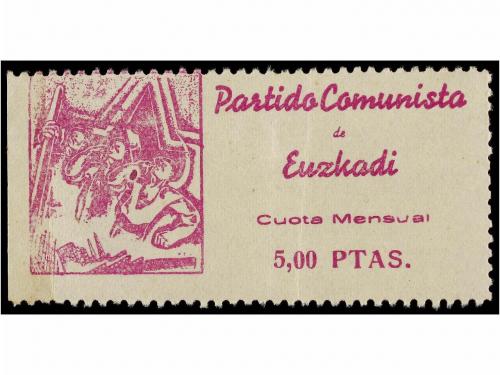 Partido Comunista
de
Euzkadi
Cuota Mensual
5,00 PTAS.